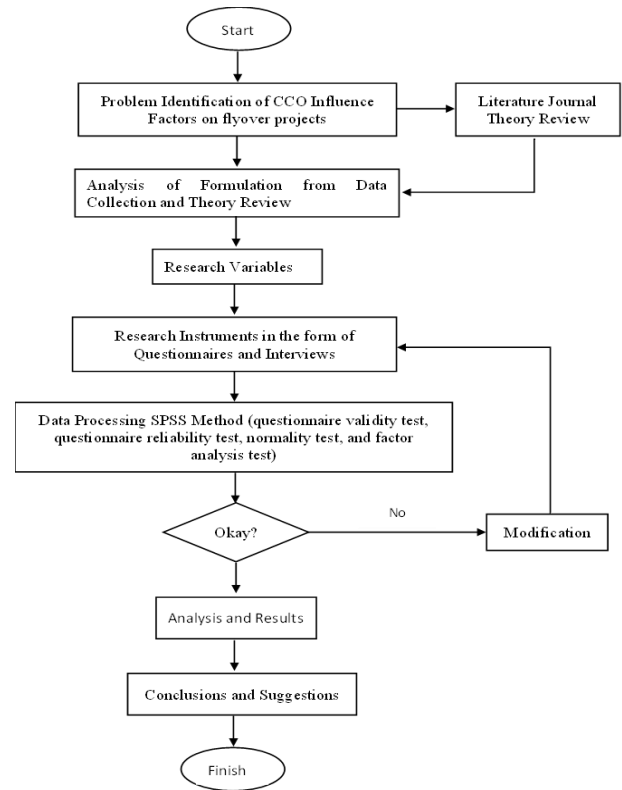 Start
Problem Identification of CCO Influence
Factors on flyover projects
Literature Journal
Theory Review
Analysis of Formulation from Data
Collection and Theory Review
Research Variables
Research Instruments in the form of
Questionnaires and Interviews
Data Processing SPSS Method (questionnaire validity test,
questionnaire reliability test, normality test, and factor
analysis test)
Okay?
No
Modification
Analysis and Results
Conclusions and Suggestions
Finish